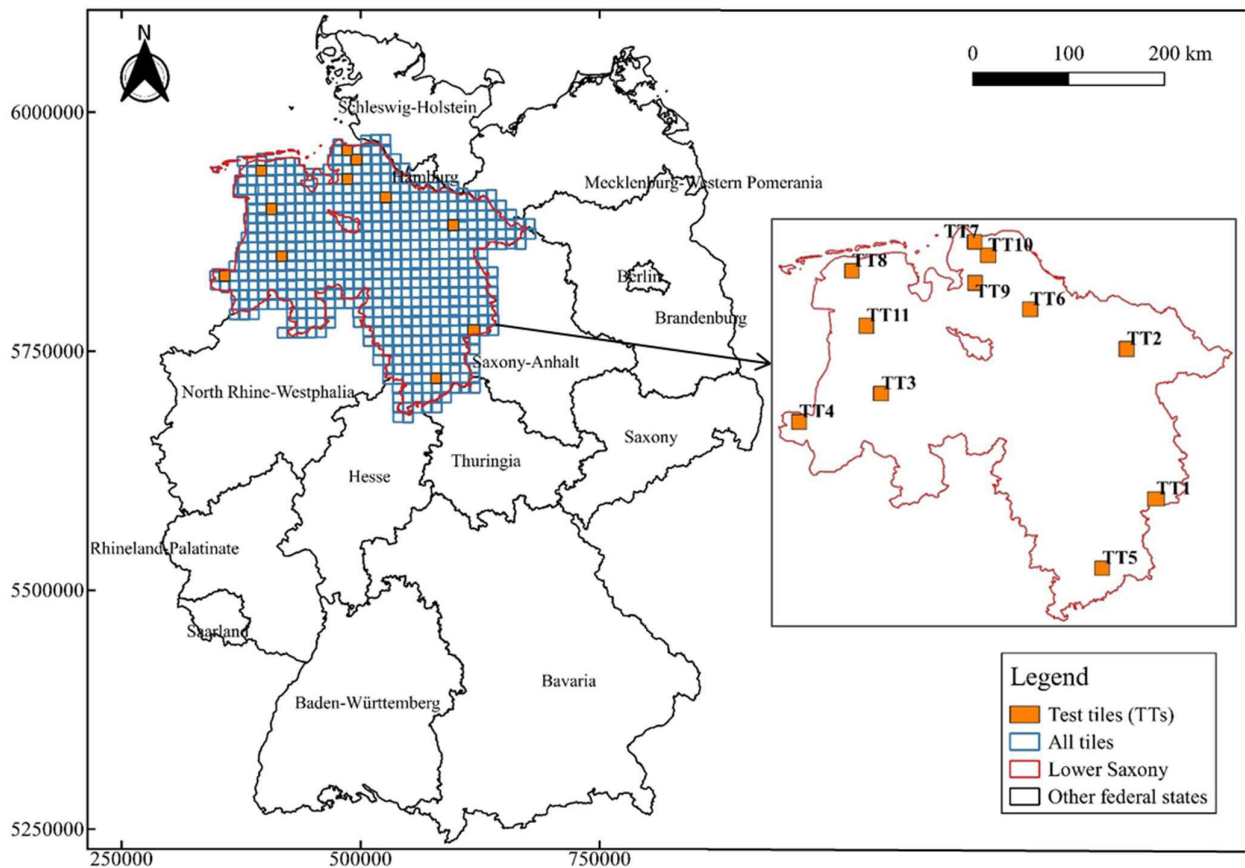 N
0 100 200 km
6000000
5750000
5500000
5250000
250000 500000 750000
Schleswig-Holstein
Hamburg
Mecklenburg-Western Pomerania
Berlin
Brandenburg
Saxony-Anhalt
North Rhine-Westphalia
Saxony
Thuringia
Hesse
Rhineland-Palatinate
Saarland
Bavaria
Baden-Württemberg
TT7
TT10
TT8
TT9
TT6
TT11
TT2
TT3
TT4
TT1
TT5
Legend
Test tiles (TTs)
All tiles
Lower Saxony
Other federal states